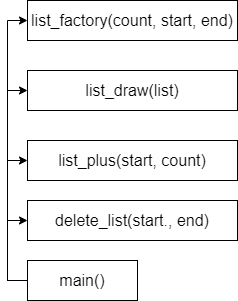 list_factory(count, start, end)
list_draw(list)
list_plus(start, count)
delete_list(start., end)
main()